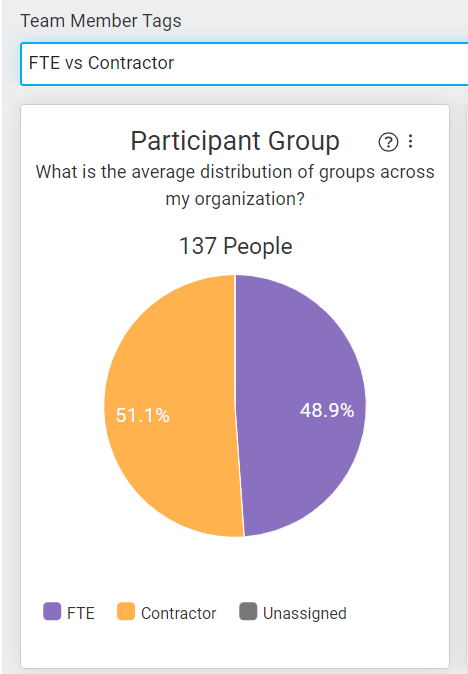 Team Member Tags
FTE vs Contractor
Participant Group
What is the average distribution of groups across
my organization?
137 People
51.1%
48.9%
FTE
Contractor
Unassigned